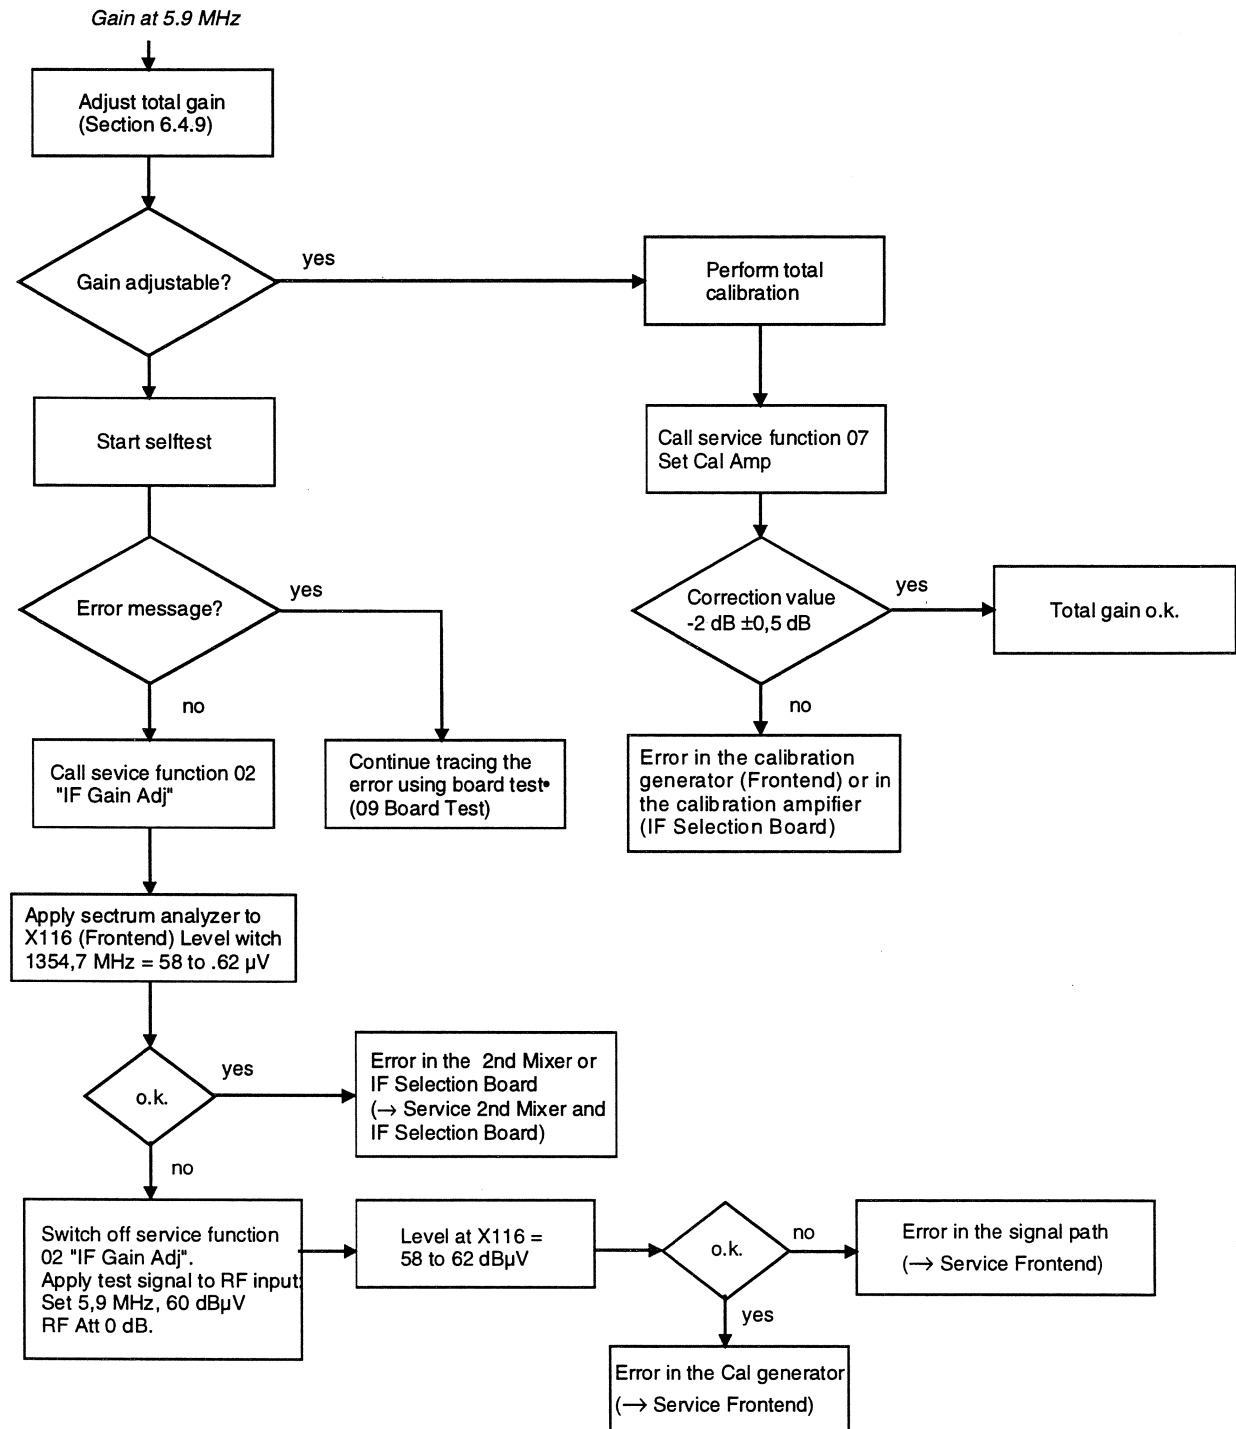 Gain at 5.9 MHz
Adjust total gain
(Section 6.4.9)
Gain adjustable?
yes
Perform total
calibration
Start selftest
Call service function 07
Set Cal Amp
Error message?
yes
Correction value
-2 dB ±0,5 dB
yes
Total gain o.k.
no
no
Call sevice function 02
"IF Gain Adj"
Continue tracing the
error using board test•
(09 Board Test)
Error in the calibration
generator (Frontend) or in
the calibration ampifier
(IF Selection Board)
Apply sectrum analyzer to
X116 (Frontend) Level witch
1354,7 MHz = 58 to .62 µV
o.k.
yes
Error in the 2nd Mixer or
IF Selection Board
(→ Service 2nd Mixer and
IF Selection Board)
no
Switch off service function
02 "IF Gain Adj".
Apply test signal to RF input:
Set 5,9 MHz, 60 dBµV
RF Att 0 dB.
Level at X116 =
58 to 62 dBµV
o.k.
no
Error in the signal path
(→ Service Frontend)
yes
Error in the Cal generator
(→ Service Frontend)